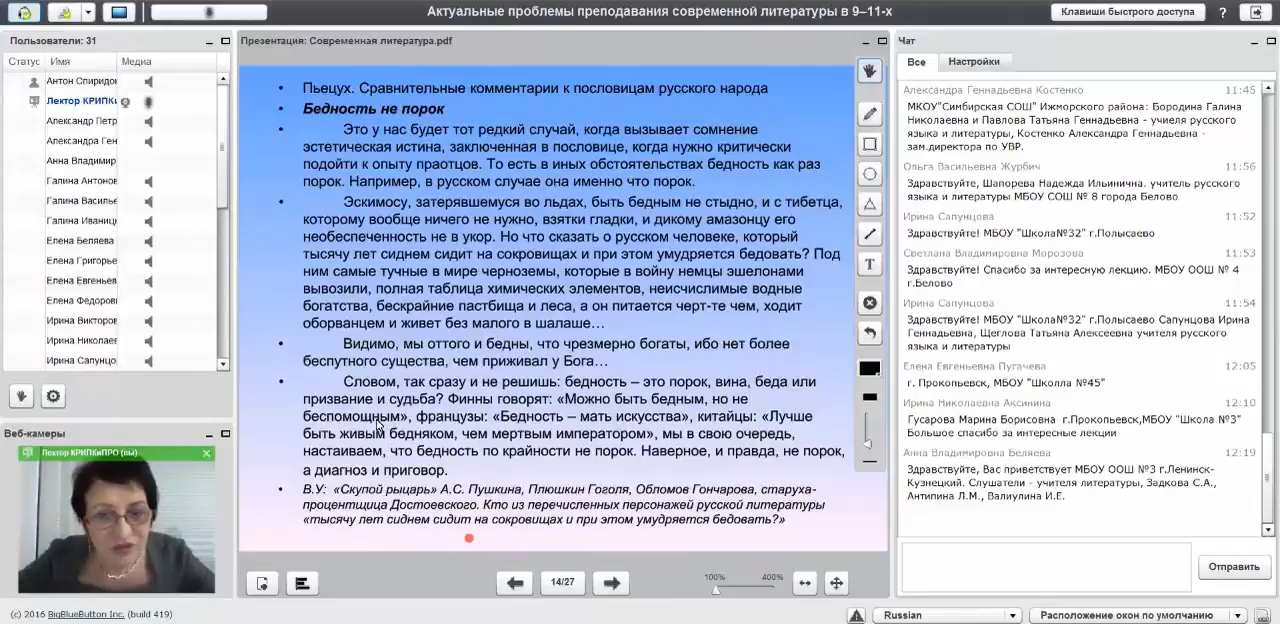 Актуальные проблемы преподавания современной литературы в 9–11-х
Клавиши быстрого доступа
?
Пользователи: 31
Статус Имя Медиа
Антон Спиридон
Лектор КРИПКи
Александр Петр
Александра Ген
Анна Владимир
Галина Антонов
Галина Василье
Галина Иваниц
Елена Беляева
Елена Григорье
Елена Евгеньев
Елена Фёдоров
Ирина Викторов
Ирина Николаев
Ирина Сапунцо
Веб-камеры
Лектор КРИПКиПРО (вы)
Презентация: Современная литература.pdf
• Пьецух. Сравнительные комментарии к пословицам русского народа
• Бедность не порок
• Это у нас будет тот редкий случай, когда вызывает сомнение
эстетическая истина, заключенная в пословице, когда нужно критически
подойти к опыту праотцов. То есть в иных обстоятельствах бедность как раз
порок. Например, в русском случае она именно что порок.
• Эскимосу, затерявшемуся во льдах, быть бедным не стыдно, и с тибетца,
которому вообще ничего не нужно, взятки гладки, и дикому амазонцу его
необеспеченность не в укор. Но что сказать о русском человеке, который
тысячу лет сиднем сидит на сокровищах и при этом умудряется бедовать? Под
ним самые тучные в мире черноземы, которые в войну немцы эшелонами
вывозили, полная таблица химических элементов, неисчислимые водные
богатства, бескрайние пастбища и леса, а он питается черт-те чем, ходит
оборванцем и живет без малого в шалаше…
• Видимо, мы оттого и бедны, что чрезмерно богаты, ибо нет более
беспутного существа, чем приживал у Бога…
• Словом, так сразу и не решишь: бедность – это порок, вина, беда или
призвание и судьба? Финны говорят: «Можно быть бедным, но не
беспомощным», французы: «Бедность – мать искусства», китайцы: «Лучше
быть живым бедняком, чем мертвым императором», мы в свою очередь,
настаиваем, что бедность по крайности не порок. Наверное, и правда, не порок,
а диагноз и приговор.
• В.У: «Скупой рыцарь» А.С. Пушкина, Плюшкин Гоголя, Обломов Гончарова, старуха-
процентщица Достоевского. Кто из перечисленных персонажей русской литературы
«тысячу лет сиднем сидит на сокровищах и при этом умудряется бедовать?»
T
14/27
100% 400%
Чат
Все Настройки
Александра Геннадьевна Костенко 11:45
МКОУ"Симбирская СОШ" Ижморского района: Бородина Галина
Николаевна и Павлова Татьяна Геннадьевна - учиеля русского
языка и литературы, Костенко Александра Геннадьевна -
зам.директора по УВР.
Ольга Васильевна Журбич 11:56
Здравствуйте, Шапорева Надежда Ильинична. учитель русского
языка и литературы МБОУ СОШ № 8 города Белово
Ирина Сапунцова 11:52
Здравствуйте! МБОУ "Школа№32" г.Полысаево
Светлана Владимировна Морозова 11:53
Здравствуйте! Спасибо за интересную лекцию. МБОУ ООШ № 4
г.Белово
Ирина Сапунцова 11:54
Здравствуйте! МБОУ "Школа№32" г.Полысаево Сапунцова Ирина
Геннадьевна, Щеглова Татьяна Алексеевна учителя русского
языка и литературы
Елена Евгеньевна Пугачева 12:05
г. Прокопьевск, МБОУ "Школла №45"
Ирина Николаевна Аксинина 12:10
Гусарова Марина Борисовна г.Прокопьевск,МБОУ "Школа №3"
Большое спасибо за интересные лекции
Анна Владимировна Беляева 12:19
Здравствуйте, Вас приветствует МБОУ ООШ №3 г.Ленинск-
Кузнецкий. Слушатели - учителя литературы, Задкова С.А.,
Антипина Л.М., Валиулина И.Е.
Отправить
(c) 2016 BigBlueButton Inc. (build 419)
Russian
Расположение окон по умолчанию